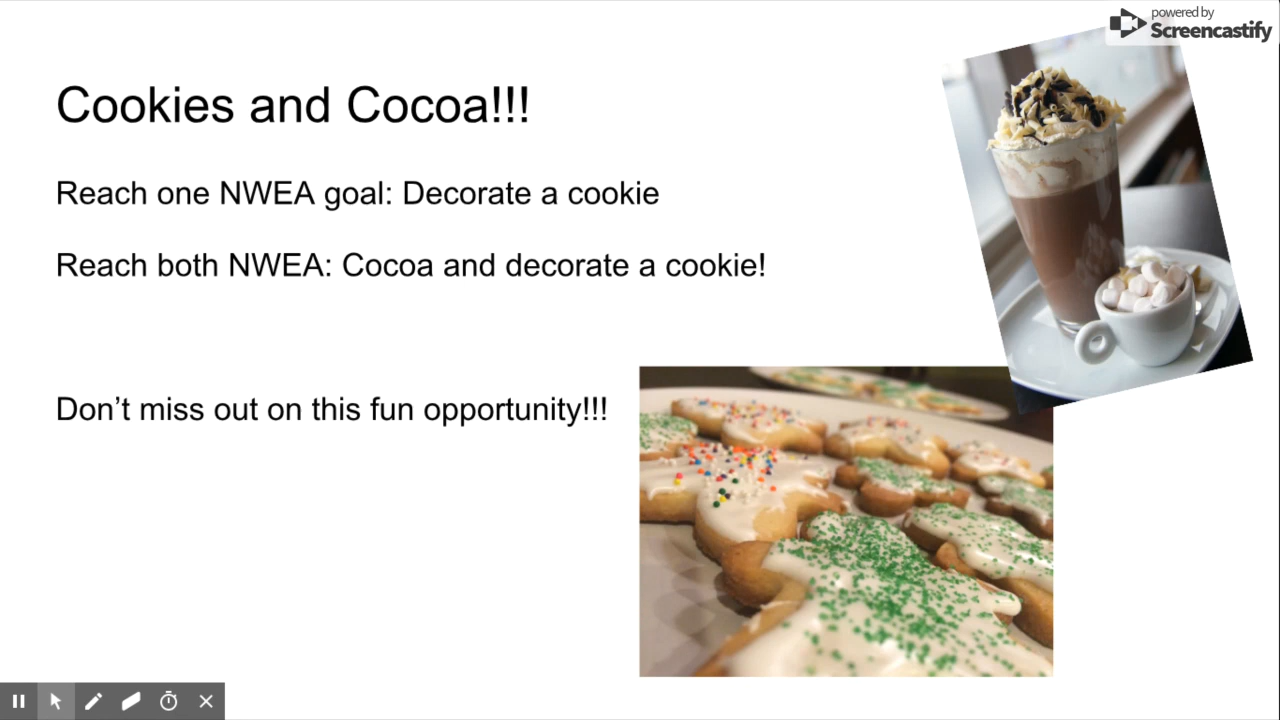 powered by
Screencastify
Cookies and Cocoa!!!
Reach one NWEA goal: Decorate a cookie
Reach both NWEA: Cocoa and decorate a cookie!
Don’t miss out on this fun opportunity!!!